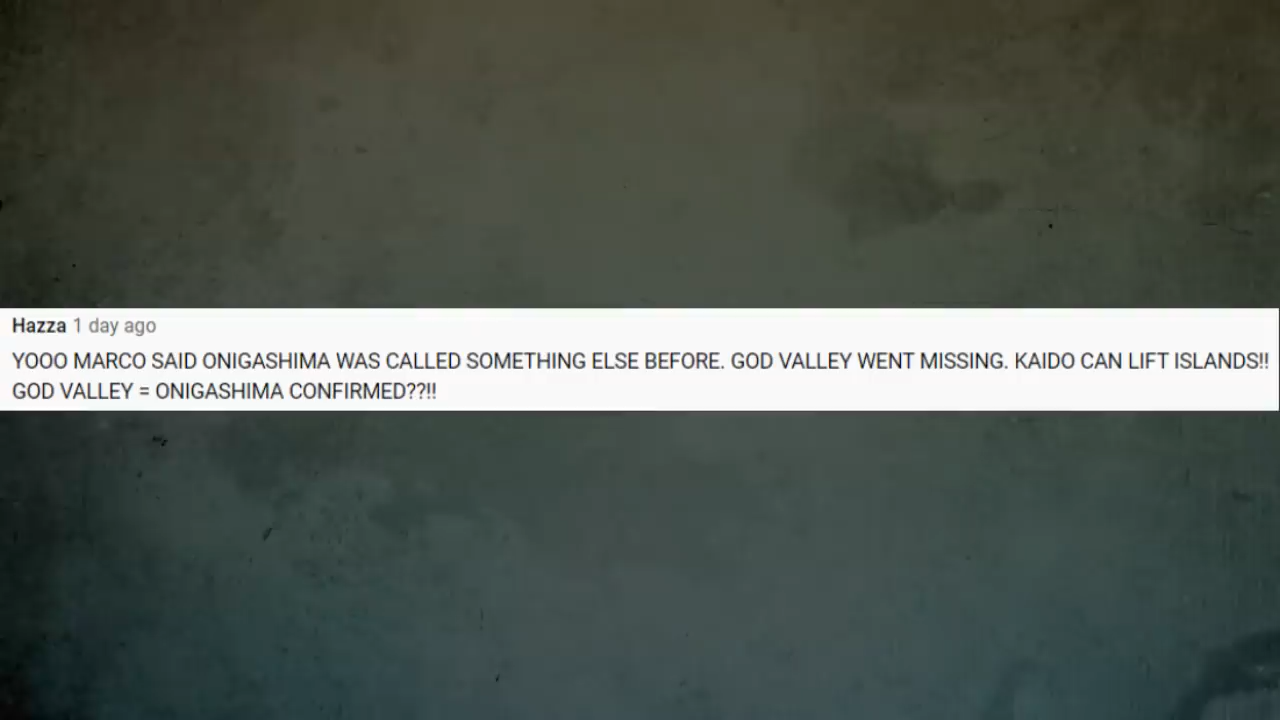 Hazza 1 day ago
YOOO MARCO SAID ONIGASHIMA WAS CALLED SOMETHING ELSE BEFORE. GOD VALLEY WENT MISSING. KAIDO CAN LIFT ISLANDS!!
GOD VALLEY = ONIGASHIMA CONFIRMED??!!